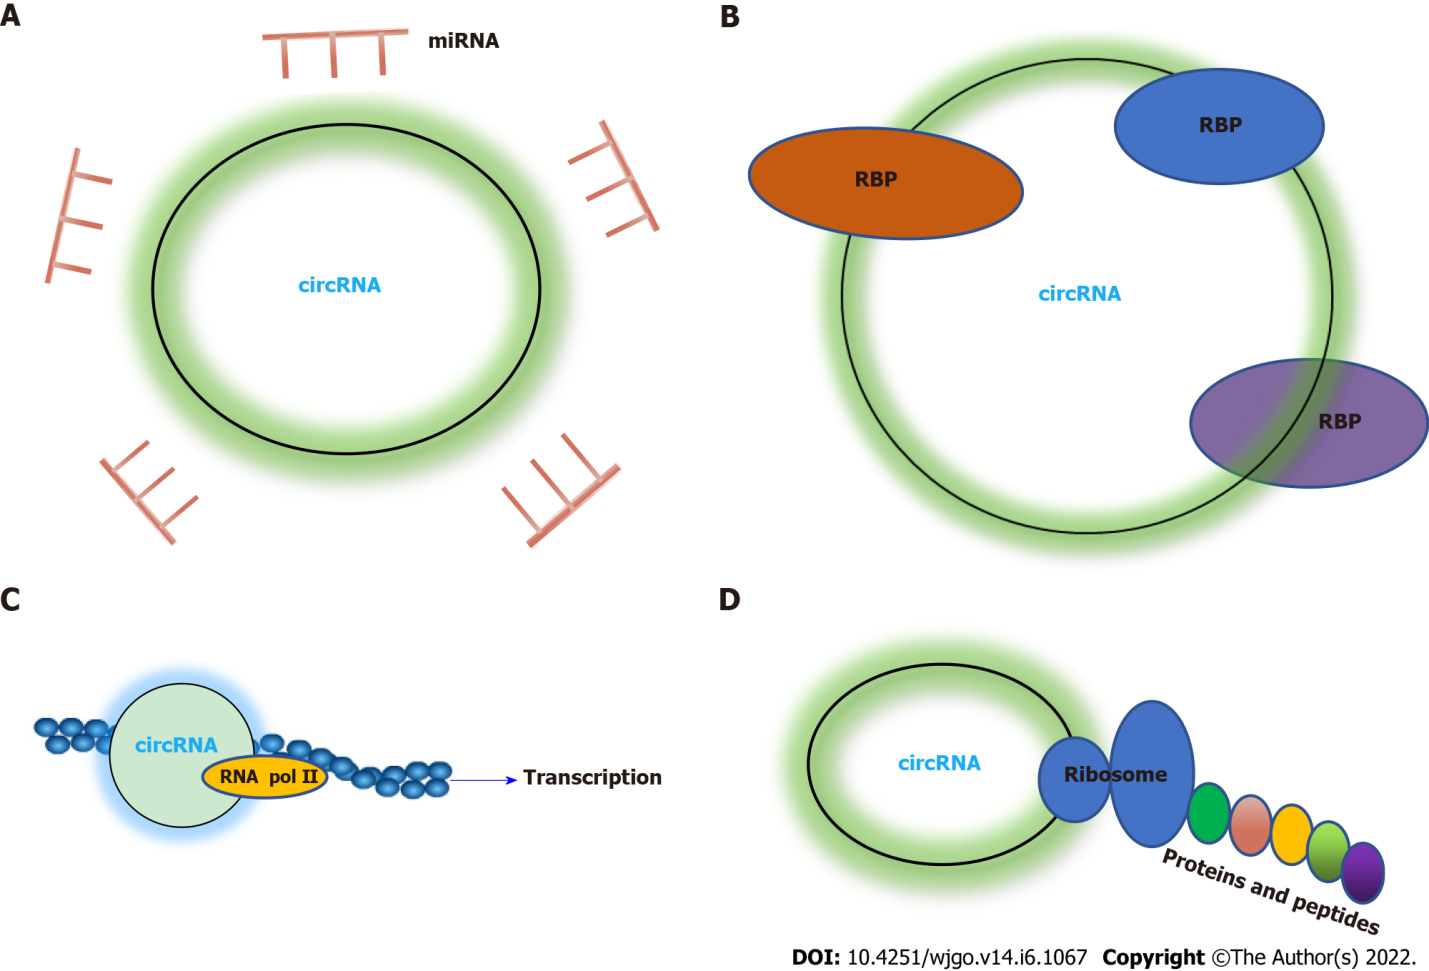 A
miRNA
circRNA
B
RBP
RBP
circRNA
RBP
C
circRNA
RNA pol II
Transcription
D
circRNA
Ribosome
Proteins and peptides
DOI: 10.4251/wjgo.v14.i6.1067 Copyright ©The Author(s) 2022.